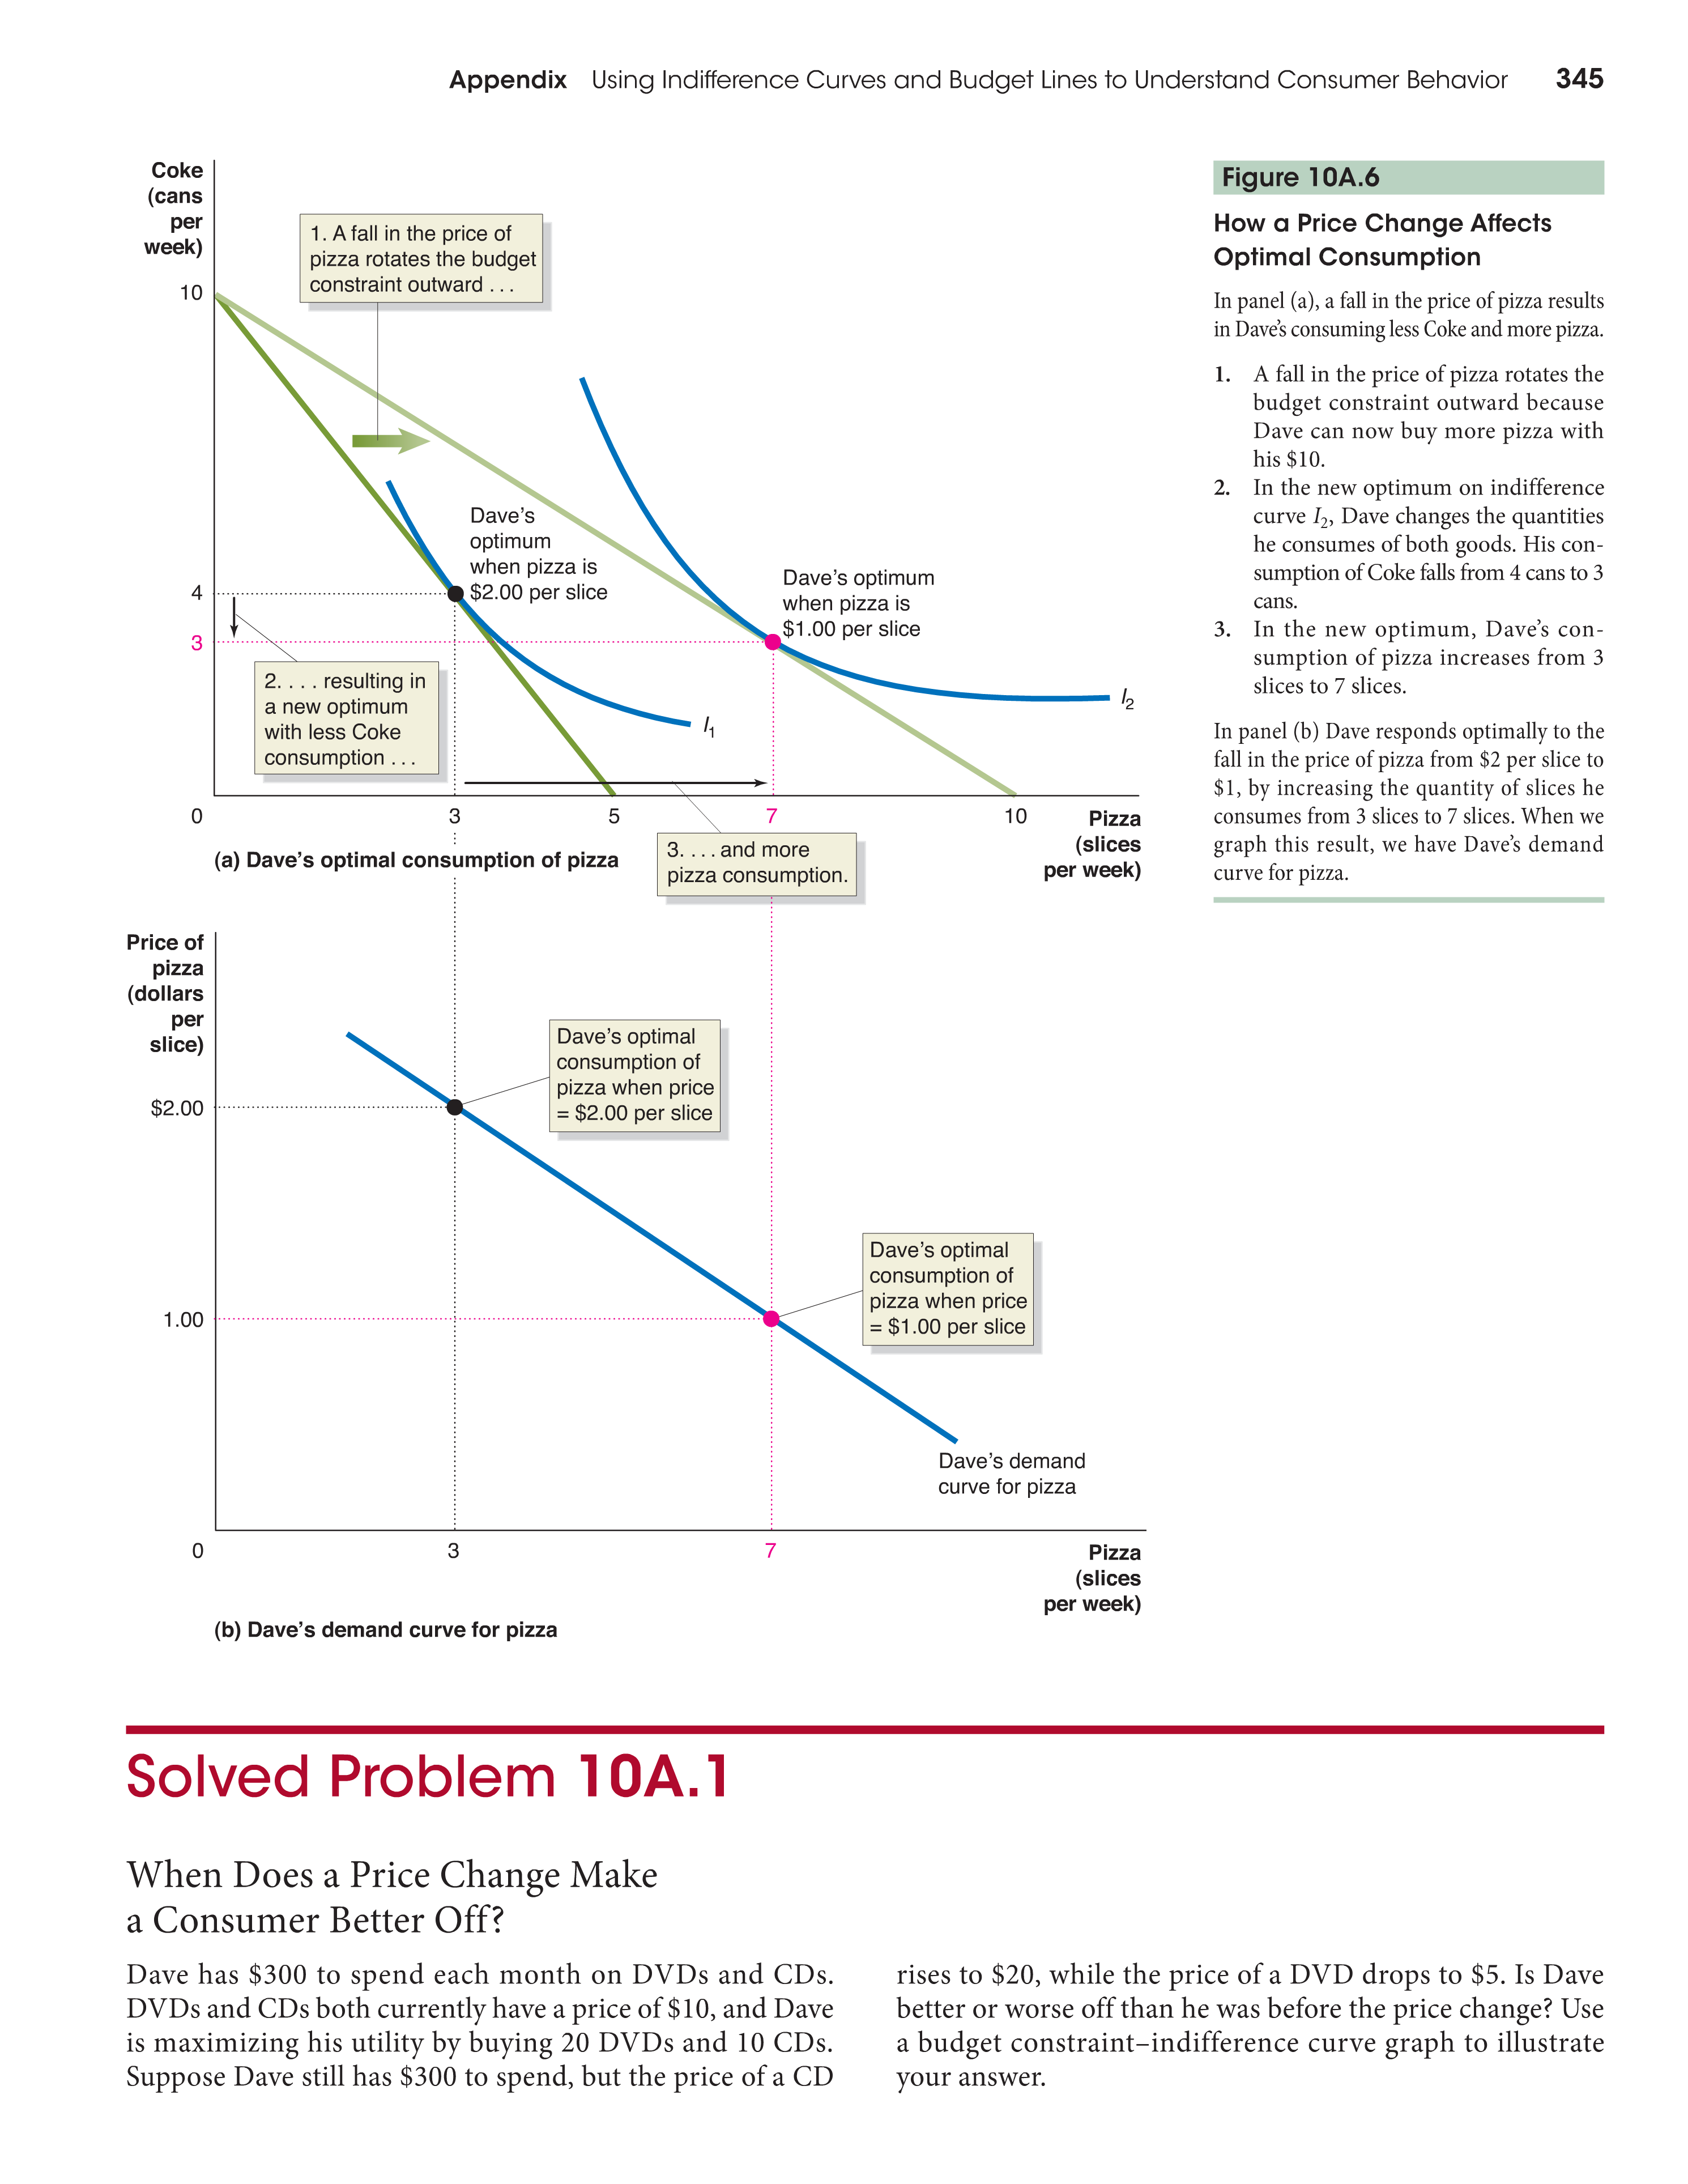 Appendix Using Indifference Curves and Budget Lines to Understand Consumer Behavior 345
Coke
(cans
per
week)
10
4
3
1. A fall in the price of
pizza rotates the budget
constraint outward . . .
Dave’s
optimum
when pizza is
$2.00 per slice
Dave’s optimum
when pizza is
$1.00 per slice
2. . . . resulting in
a new optimum
with less Coke
consumption . . .
I1
I2
0 3 5 7 10
Pizza
(slices
per week)
3. . . . and more
pizza consumption.
(a) Dave’s optimal consumption of pizza
Price of
pizza
(dollars
per
slice)
$2.00
1.00
Dave’s optimal
consumption of
pizza when price
= $2.00 per slice
Dave’s optimal
consumption of
pizza when price
= $1.00 per slice
Dave’s demand
curve for pizza
0 3 7
Pizza
(slices
per week)
(b) Dave’s demand curve for pizza
Figure 10A.6
How a Price Change Affects
Optimal Consumption
In panel (a), a fall in the price of pizza results
in Dave’s consuming less Coke and more pizza.
1. A fall in the price of pizza rotates the
budget constraint outward because
Dave can now buy more pizza with
his $10.
2. In the new optimum on indifference
curve I2, Dave changes the quantities
he consumes of both goods. His con-
sumption of Coke falls from 4 cans to 3
cans.
3. In the new optimum, Dave’s con-
sumption of pizza increases from 3
slices to 7 slices.
In panel (b) Dave responds optimally to the
fall in the price of pizza from $2 per slice to
$1, by increasing the quantity of slices he
consumes from 3 slices to 7 slices. When we
graph this result, we have Dave’s demand
curve for pizza.
Solved Problem 10A.1
When Does a Price Change Make
a Consumer Better Off?
Dave has $300 to spend each month on DVDs and CDs.
DVDs and CDs both currently have a price of $10, and Dave
is maximizing his utility by buying 20 DVDs and 10 CDs.
Suppose Dave still has $300 to spend, but the price of a CD
rises to $20, while the price of a DVD drops to $5. Is Dave
better or worse off than he was before the price change? Use
a budget constraint–indifference curve graph to illustrate
your answer.